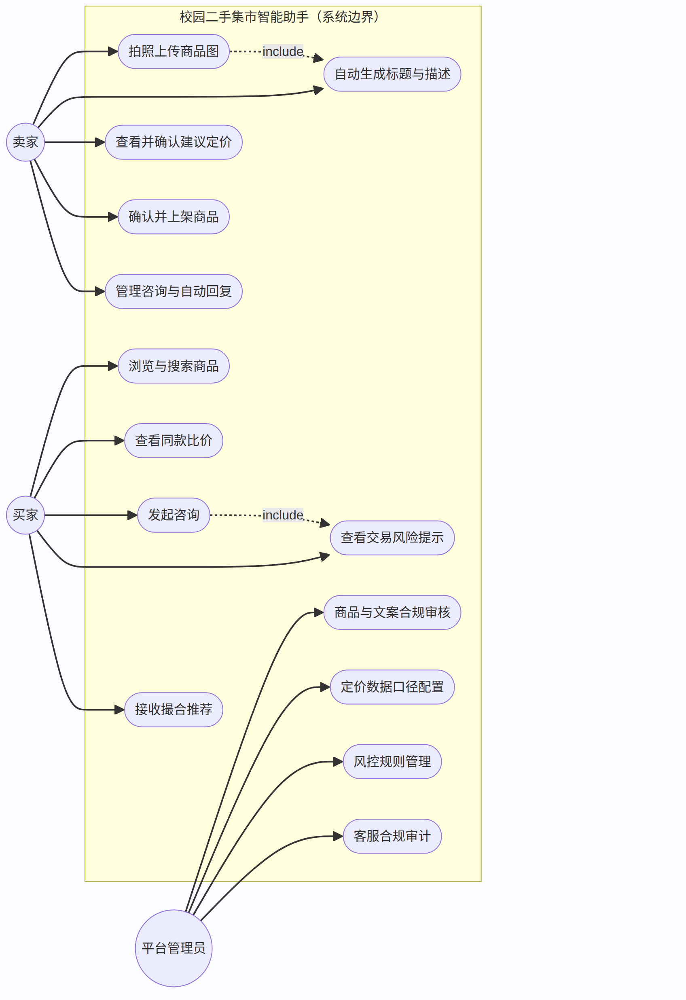 校园二手集市智能助手（系统边界）
拍照上传商品图
include
自动生成标题与描述
卖家
查看并确认建议定价
确认并上架商品
管理咨询与自动回复
浏览与搜索商品
查看同款比价
买家
发起咨询
include
查看交易风险提示
商品与文案合规审核
定价数据口径配置
接收撮合推荐
风控规则管理
客服合规审计
平台管理员